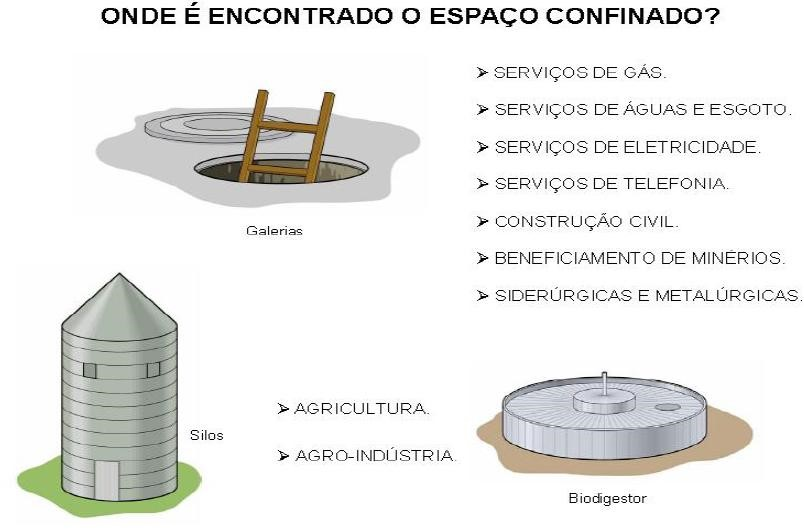 ONDE É ENCONTRADO O ESPAÇO CONFINADO?
➢ SERVIÇOS DE GÁS.
➢ SERVIÇOS DE ÁGUAS E ESGOTO.
➢ SERVIÇOS DE ELETRICIDADE.
➢ SERVIÇOS DE TELEFONIA.
➢ CONSTRUÇÃO CIVIL.
➢ BENEFICIAMENTO DE MINÉRIOS.
➢ SIDERÚRGICAS E METALÚRGICAS.
Galerias
➢ AGRICULTURA.
➢ AGRO-INDÚSTRIA.
Silos
Biodigestor